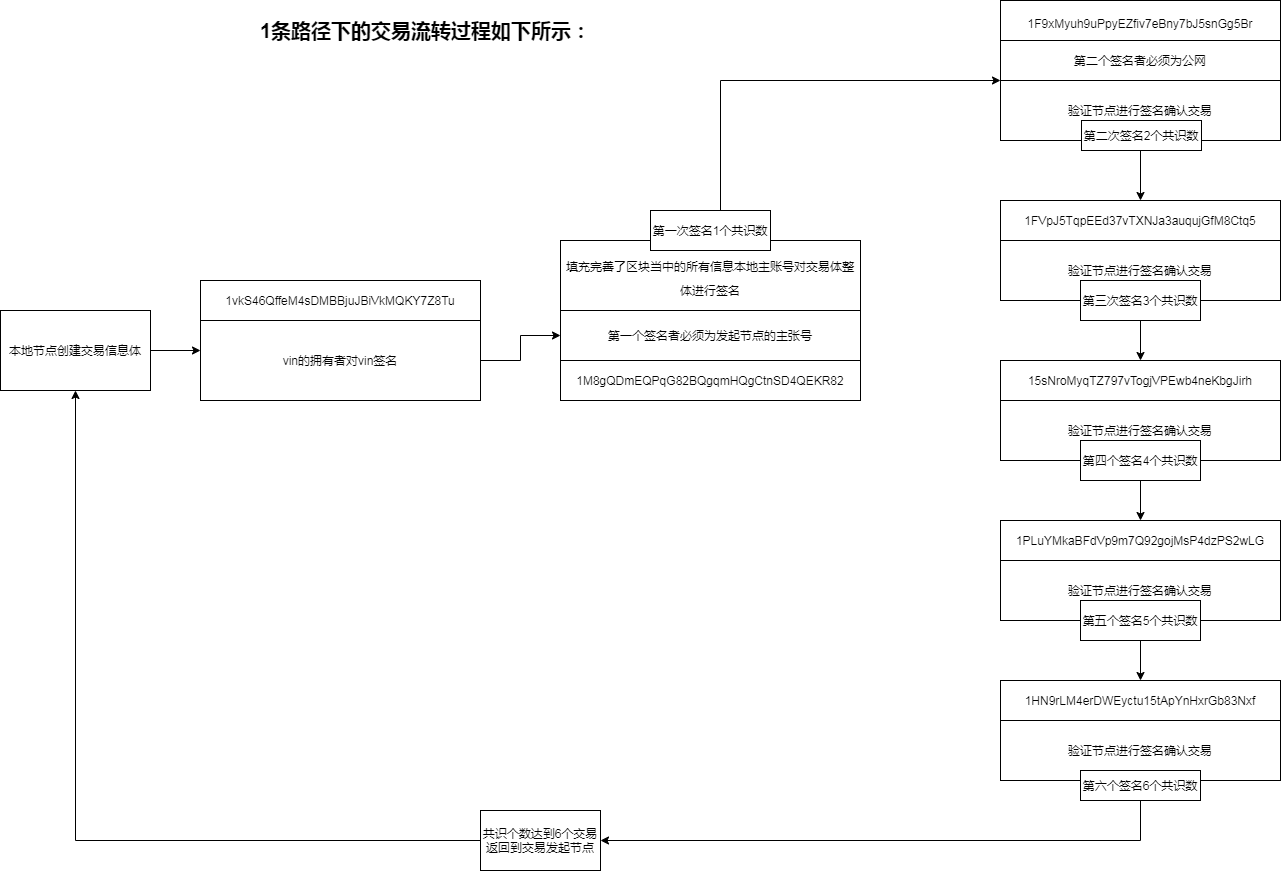 1条路径下的交易流转过程如下所示：
本地节点创建交易信息体
1vkS46QffeM4sDMBBjuJBiVkMQKY7Z8Tu
vin的拥有者对vin签名
第一次签名1个共识数
填充完善了区块当中的所有信息本地主账号对交易体整
体进行签名
第一个签名者必须为发起节点的主张号
1M8gQDmEQPqG82BQgqmHQgCtnSD4QEKR82
1F9xMyuh9uPpyEZfiv7eBny7bJ5snGg5Br
第二个签名者必须为公网
验证节点进行签名确认交易
第二次签名2个共识数
1FVpJ5TqpEEd37vTXNJa3auqujGfM8Ctq5
验证节点进行签名确认交易
第三次签名3个共识数
15sNroMyqTZ797vTogjVPEwb4neKbgJirh
验证节点进行签名确认交易
第四个签名4个共识数
1PLuYMkaBFdVp9m7Q92gojMsP4dzPS2wLG
验证节点进行签名确认交易
第五个签名5个共识数
1HN9rLM4erDWEyctu15tApYnHxrGb83Nxf
验证节点进行签名确认交易
第六个签名6个共识数
共识个数达到6个交易
返回到交易发起节点